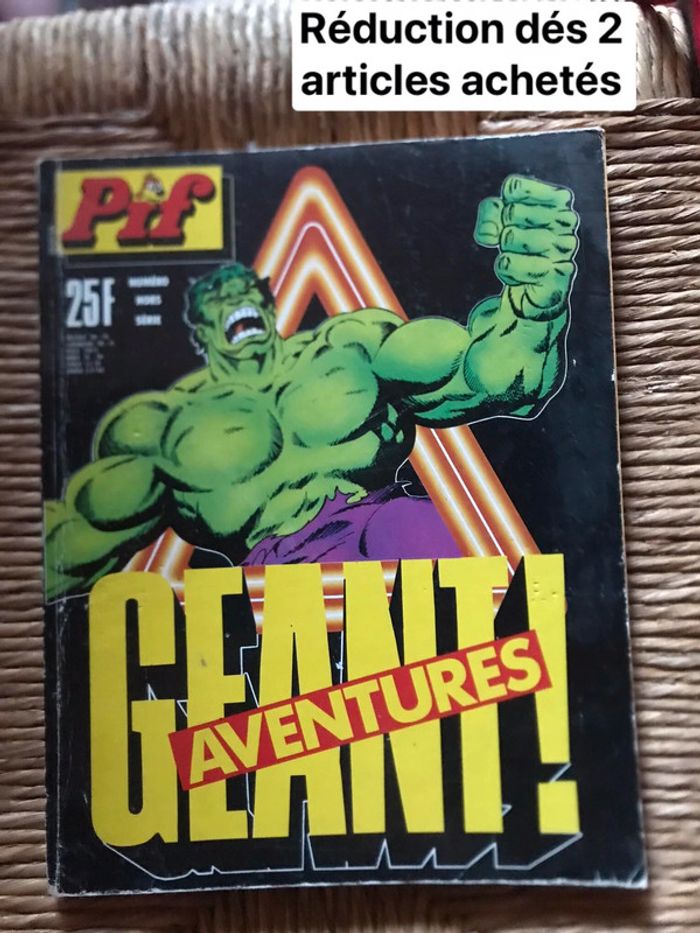 Réduction dés 2
articles achetés
Pif
25F
NUMÉRO
HORS
SÉRIE
GEANT!
AVENTURES